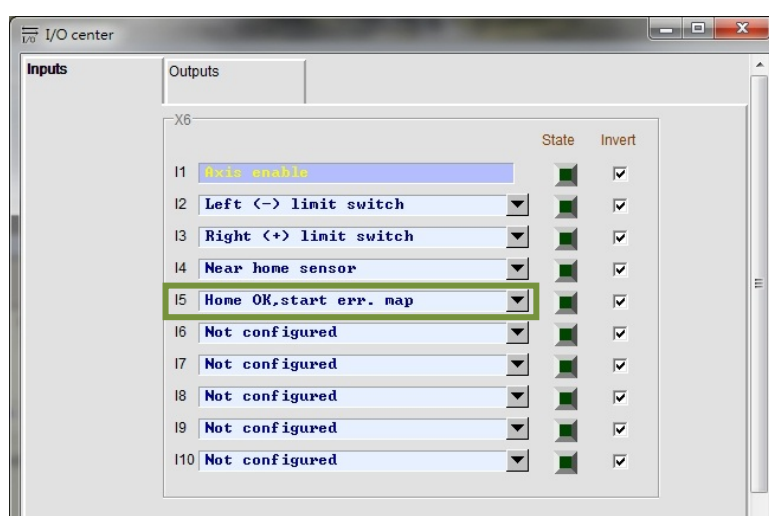 I/O I/O center
Inputs
Outputs
X6
State Invert
I1 Axis enable
I2 Left (-) limit switch
I3 Right (+) limit switch
I4 Near home sensor
I5 Home OK,start err. map
I6 Not configured
I7 Not configured
I8 Not configured
I9 Not configured
I10 Not configured